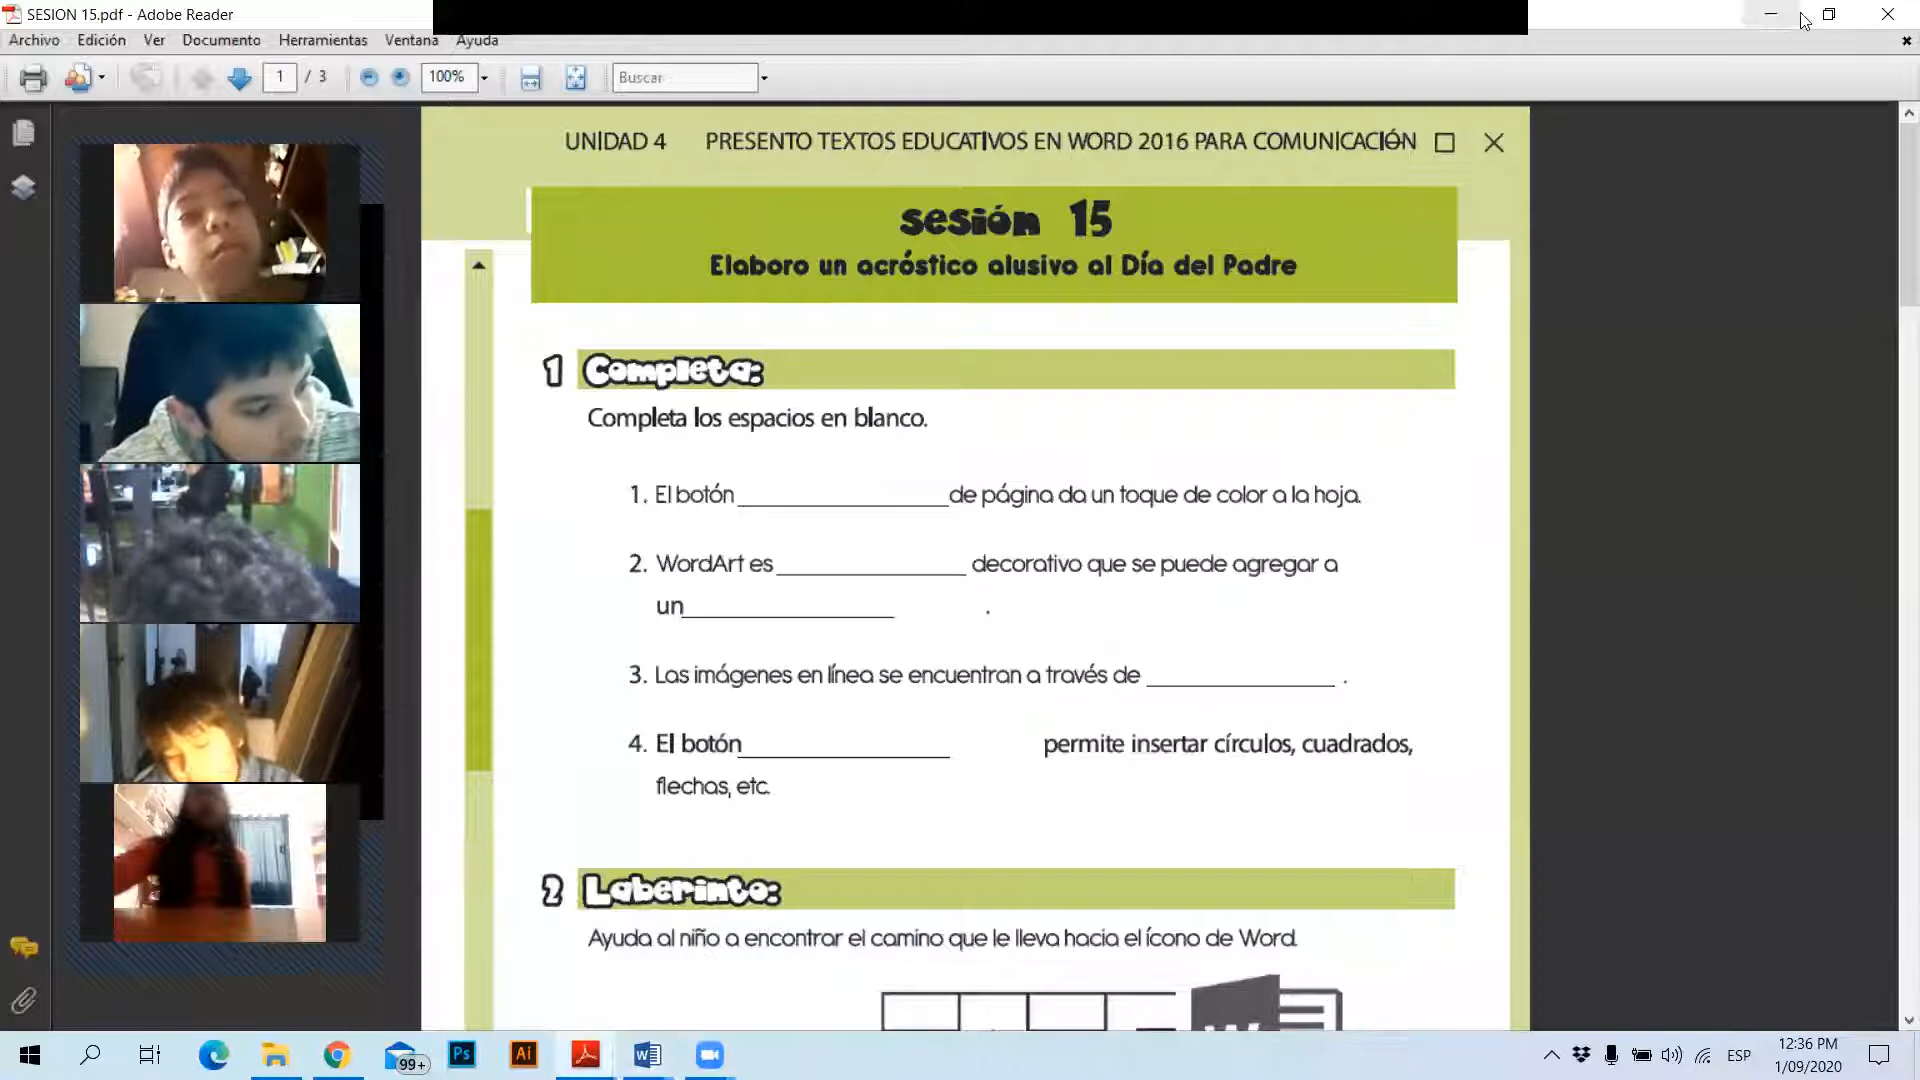 SESION 15.pdf - Adobe Reader
Archivo Edición Ver Documento Herramientas Ventana Ayuda
1 / 3 100% Buscar
UNIDAD 4 PRESENTO TEXTOS EDUCATIVOS EN WORD 2016 PARA COMUNICACIÓN
sesión 15
Elaboro un acróstico alusivo al Día del Padre
1 Completa:
Completa los espacios en blanco.
1. El botón _______________ de página da un toque de color a la hoja.
2. WordArt es _______________ decorativo que se puede agregar a
un _______________ .
3. Las imágenes en línea se encuentran a través de _______________ .
4. El botón _______________ permite insertar círculos, cuadrados,
flechas, etc.
2 Laberinto:
Ayuda al niño a encontrar el camino que le lleva hacia el ícono de Word.
W
99+ Ps Ai ESP 12:36 PM
1/09/2020